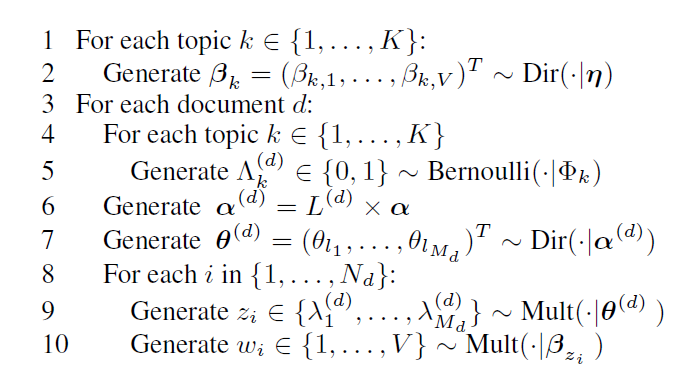 1 For each topic k ∈ {1, . . . , K}:
2 Generate β_k = (β_{k,1}, . . . , β_{k,V})^T ∼ Dir(·|η)
3 For each document d:
4 For each topic k ∈ {1, . . . , K}
5 Generate Λ_k^{(d)} ∈ {0, 1} ∼ Bernoulli(·|Φ_k)
6 Generate α^{(d)} = L^{(d)} × α
7 Generate θ^{(d)} = (θ_{l_1}, . . . , θ_{l_{M_d}})^T ∼ Dir(·|α^{(d)})
8 For each i in {1, . . . , N_d}:
9 Generate z_i ∈ {λ_1^{(d)}, . . . , λ_{M_d}^{(d)}} ∼ Mult(·|θ^{(d)} )
10 Generate w_i ∈ {1, . . . , V} ∼ Mult(·|β_{z_i} )